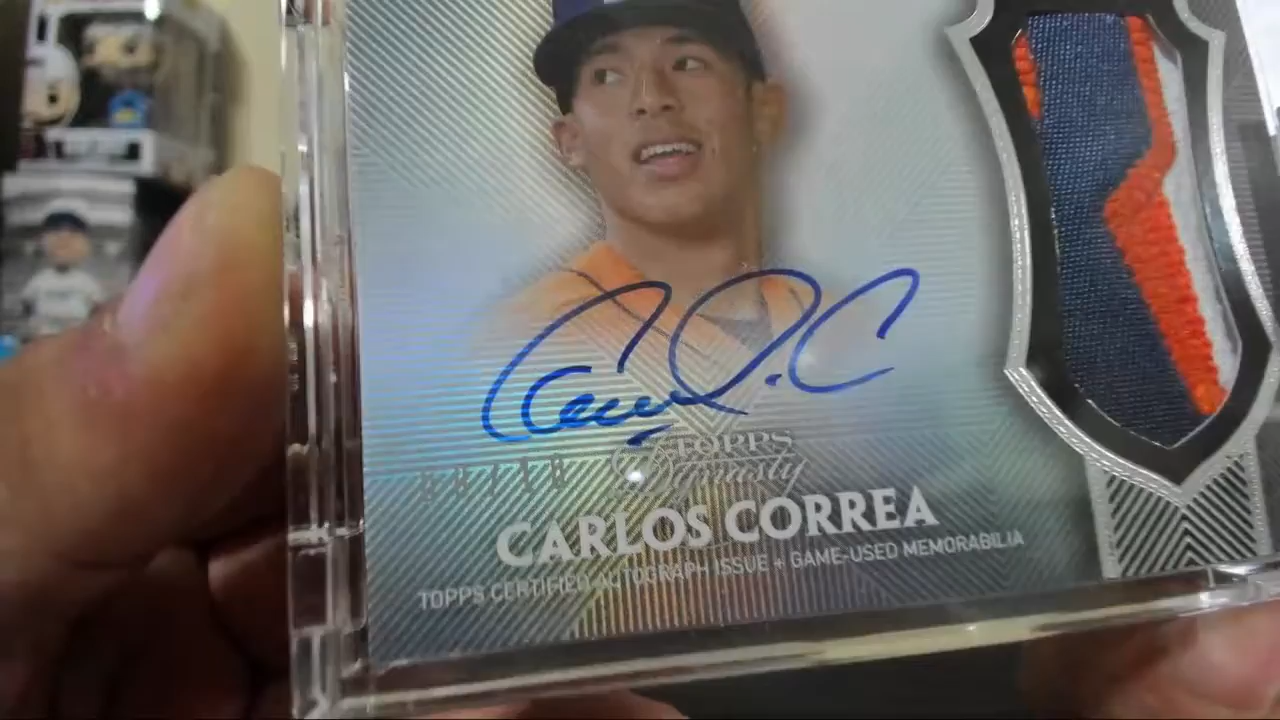 TOPPS
Dynasty
CARLOS CORREA
TOPPS CERTIFIED AUTOGRAPH ISSUE + GAME-USED MEMORABILIA